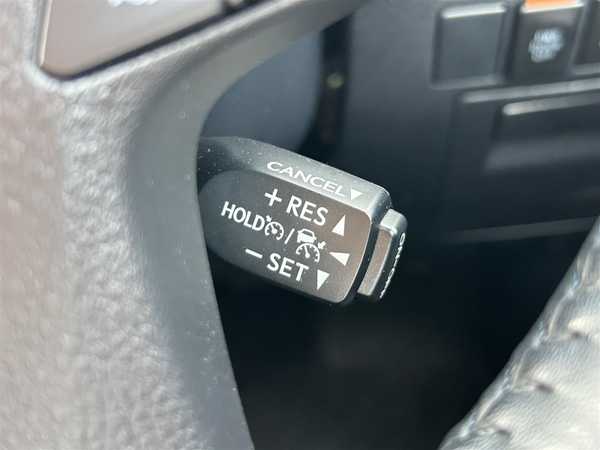 CANCEL▼
+ RES ▲
HOLD /
– SET ▼